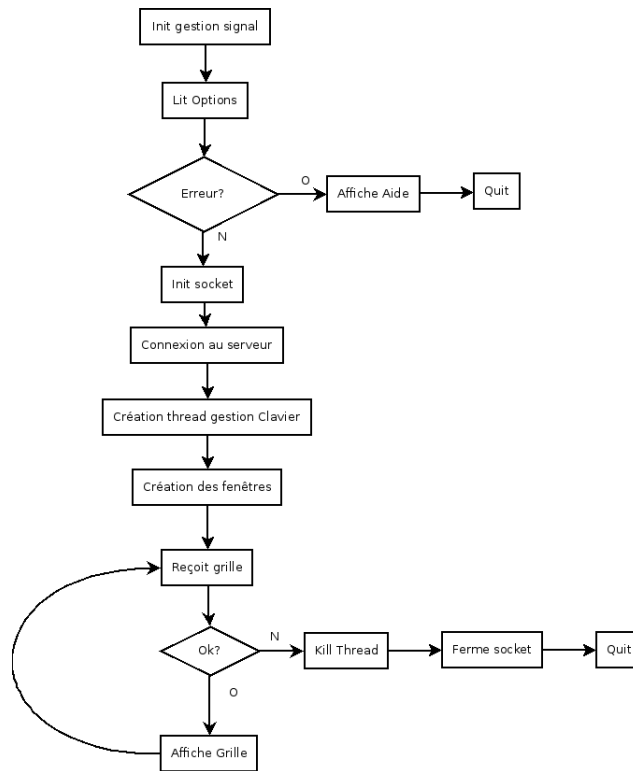 Init gestion signal
Lit Options
Erreur?
O
Affiche Aide
Quit
N
Init socket
Connexion au serveur
Création thread gestion Clavier
Création des fenêtres
Reçoit grille
Ok?
N
Kill Thread
Ferme socket
Quit
O
Affiche Grille